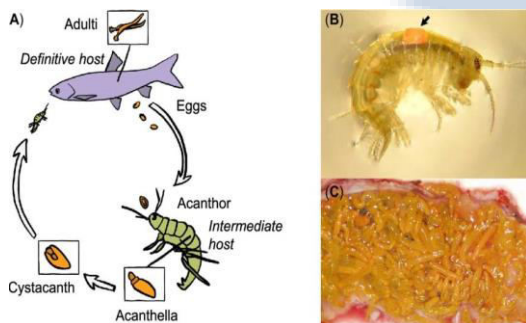 A)
Adulti
Definitive host
Eggs
Acanthor
Intermediate
host
Cystacanth
Acanthella
(B)
(C)